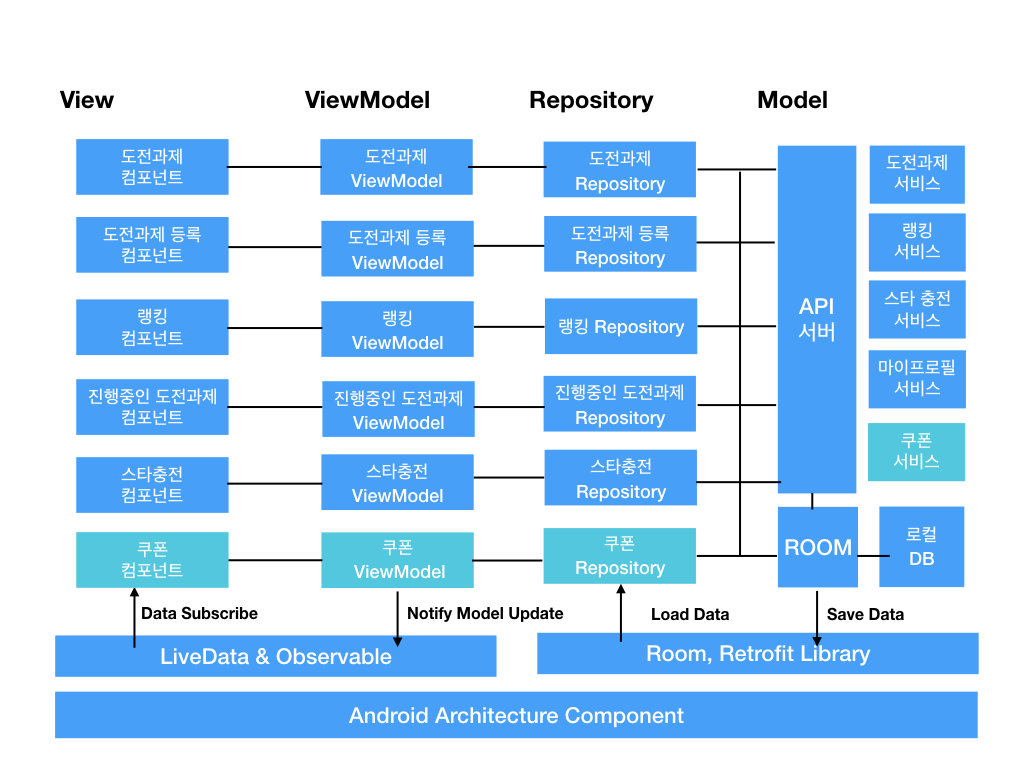 View
ViewModel
Repository
Model
도전과제
컴포넌트
도전과제
ViewModel
도전과제
Repository
도전과제 등록
컴포넌트
도전과제 등록
ViewModel
도전과제 등록
Repository
랭킹
컴포넌트
랭킹
ViewModel
랭킹 Repository
진행중인 도전과제
컴포넌트
진행중인 도전과제
ViewModel
진행중인 도전과제
Repository
스타충전
컴포넌트
스타충전
ViewModel
스타충전
Repository
쿠폰
컴포넌트
쿠폰
ViewModel
쿠폰
Repository
API
서버
도전과제
서비스
랭킹
서비스
스타 충전
서비스
마이프로필
서비스
쿠폰
서비스
ROOM
로컬
DB
Data Subscribe
Notify Model Update
Load Data
Save Data
LiveData & Observable
Room, Retrofit Library
Android Architecture Component